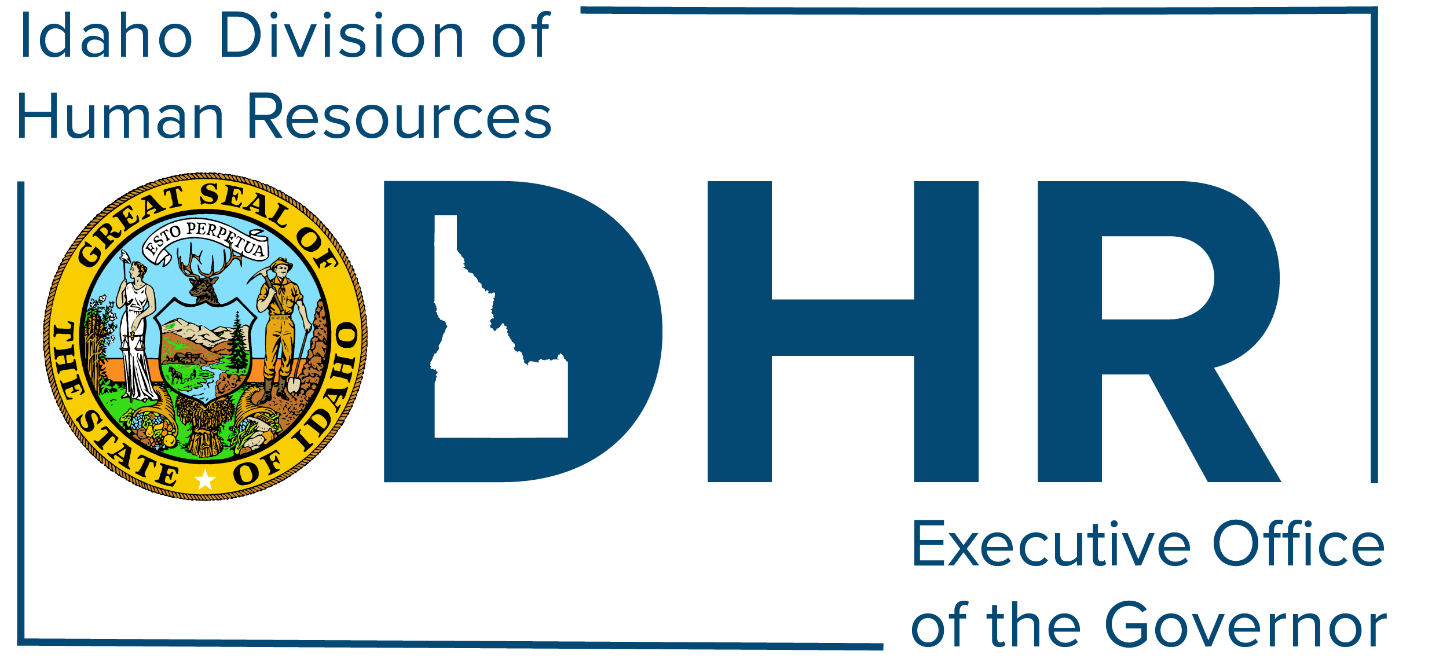 Idaho Division of
Human Resources
GREAT SEAL OF
THE STATE OF IDAHO
ESTO PERPETUA
DHR
Executive Office
of the Governor